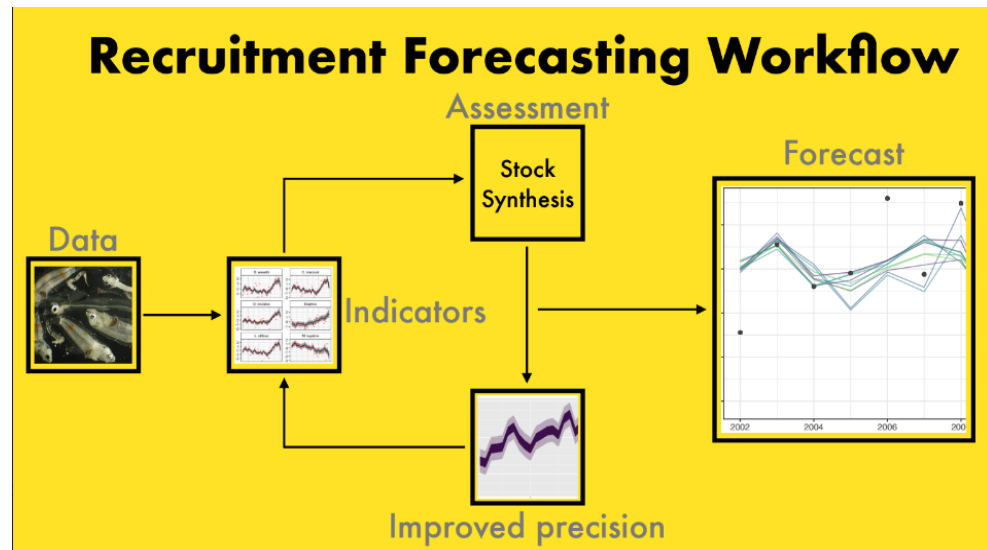 Recruitment Forecasting Workflow
Assessment
Stock
Synthesis
Forecast
Data
Indicators
2002
2004
2006
Improved precision